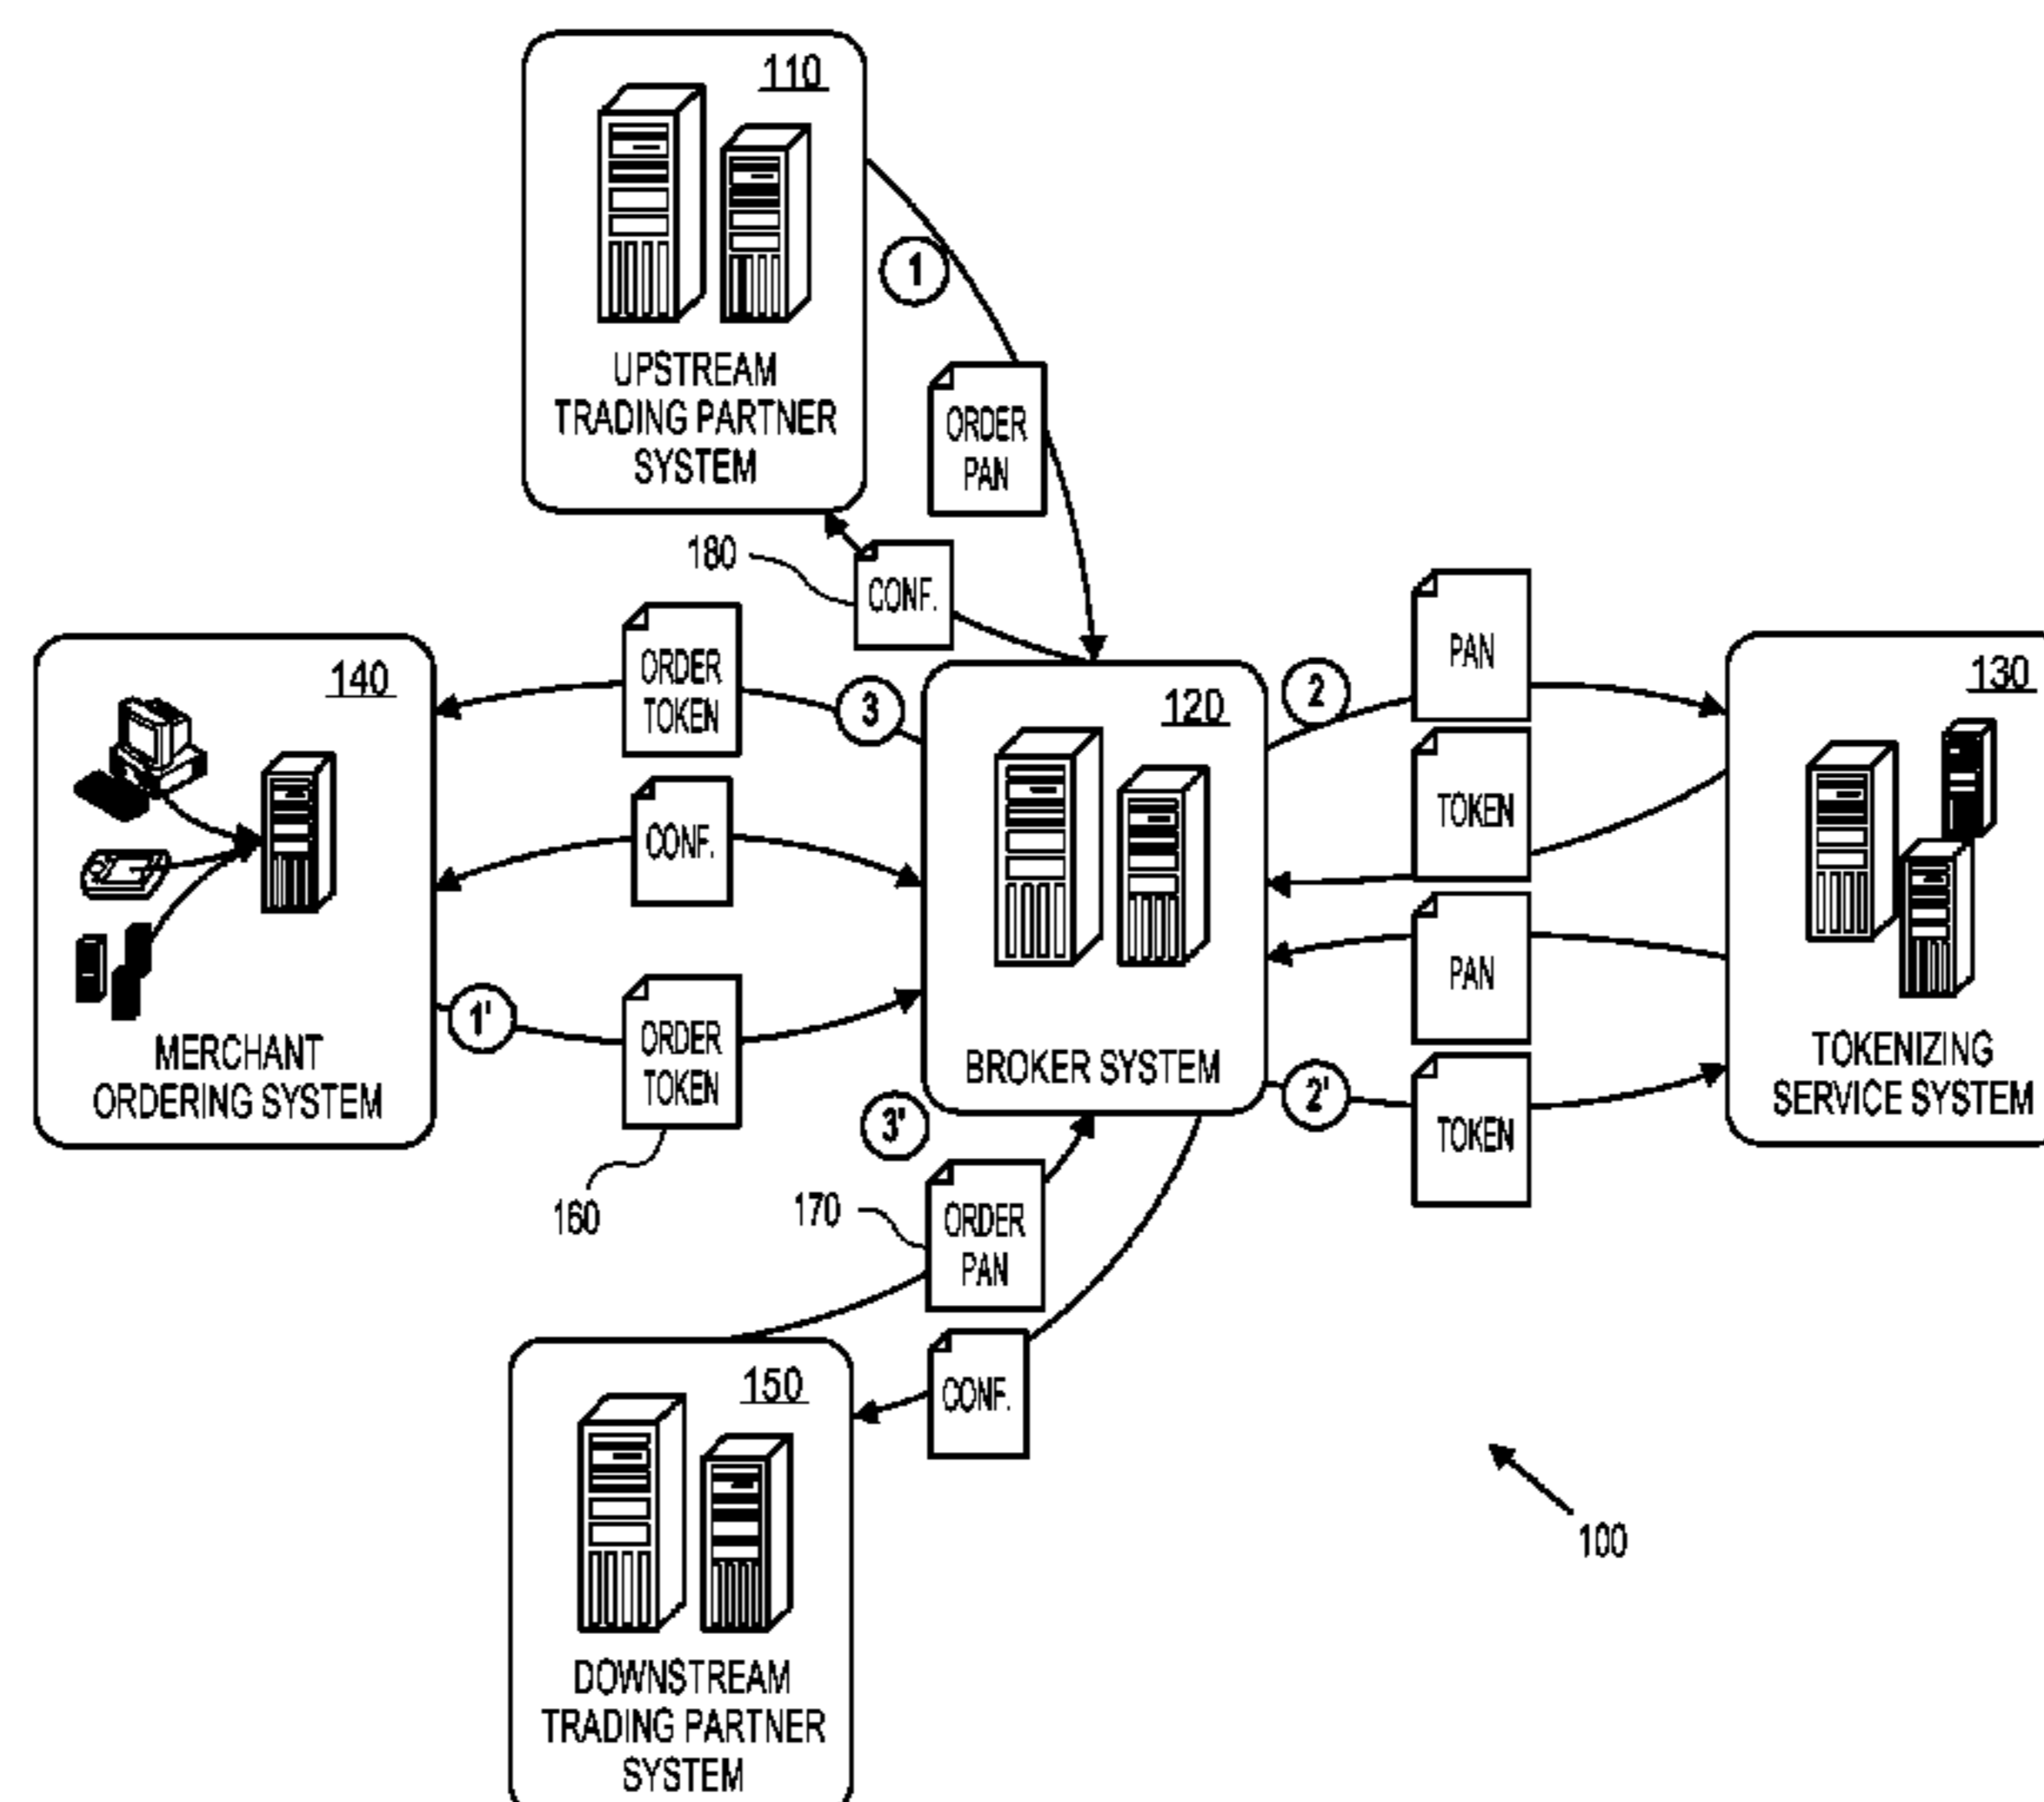 110
UPSTREAM
TRADING PARTNER
SYSTEM
1
ORDER
PAN
180
CONF.
140
MERCHANT
ORDERING SYSTEM
ORDER
TOKEN
3
CONF.
1'
ORDER
TOKEN
160
120
BROKER SYSTEM
2
PAN
TOKEN
PAN
2'
TOKEN
130
TOKENIZING
SERVICE SYSTEM
3'
170
ORDER
PAN
CONF.
150
DOWNSTREAM
TRADING PARTNER
SYSTEM
100